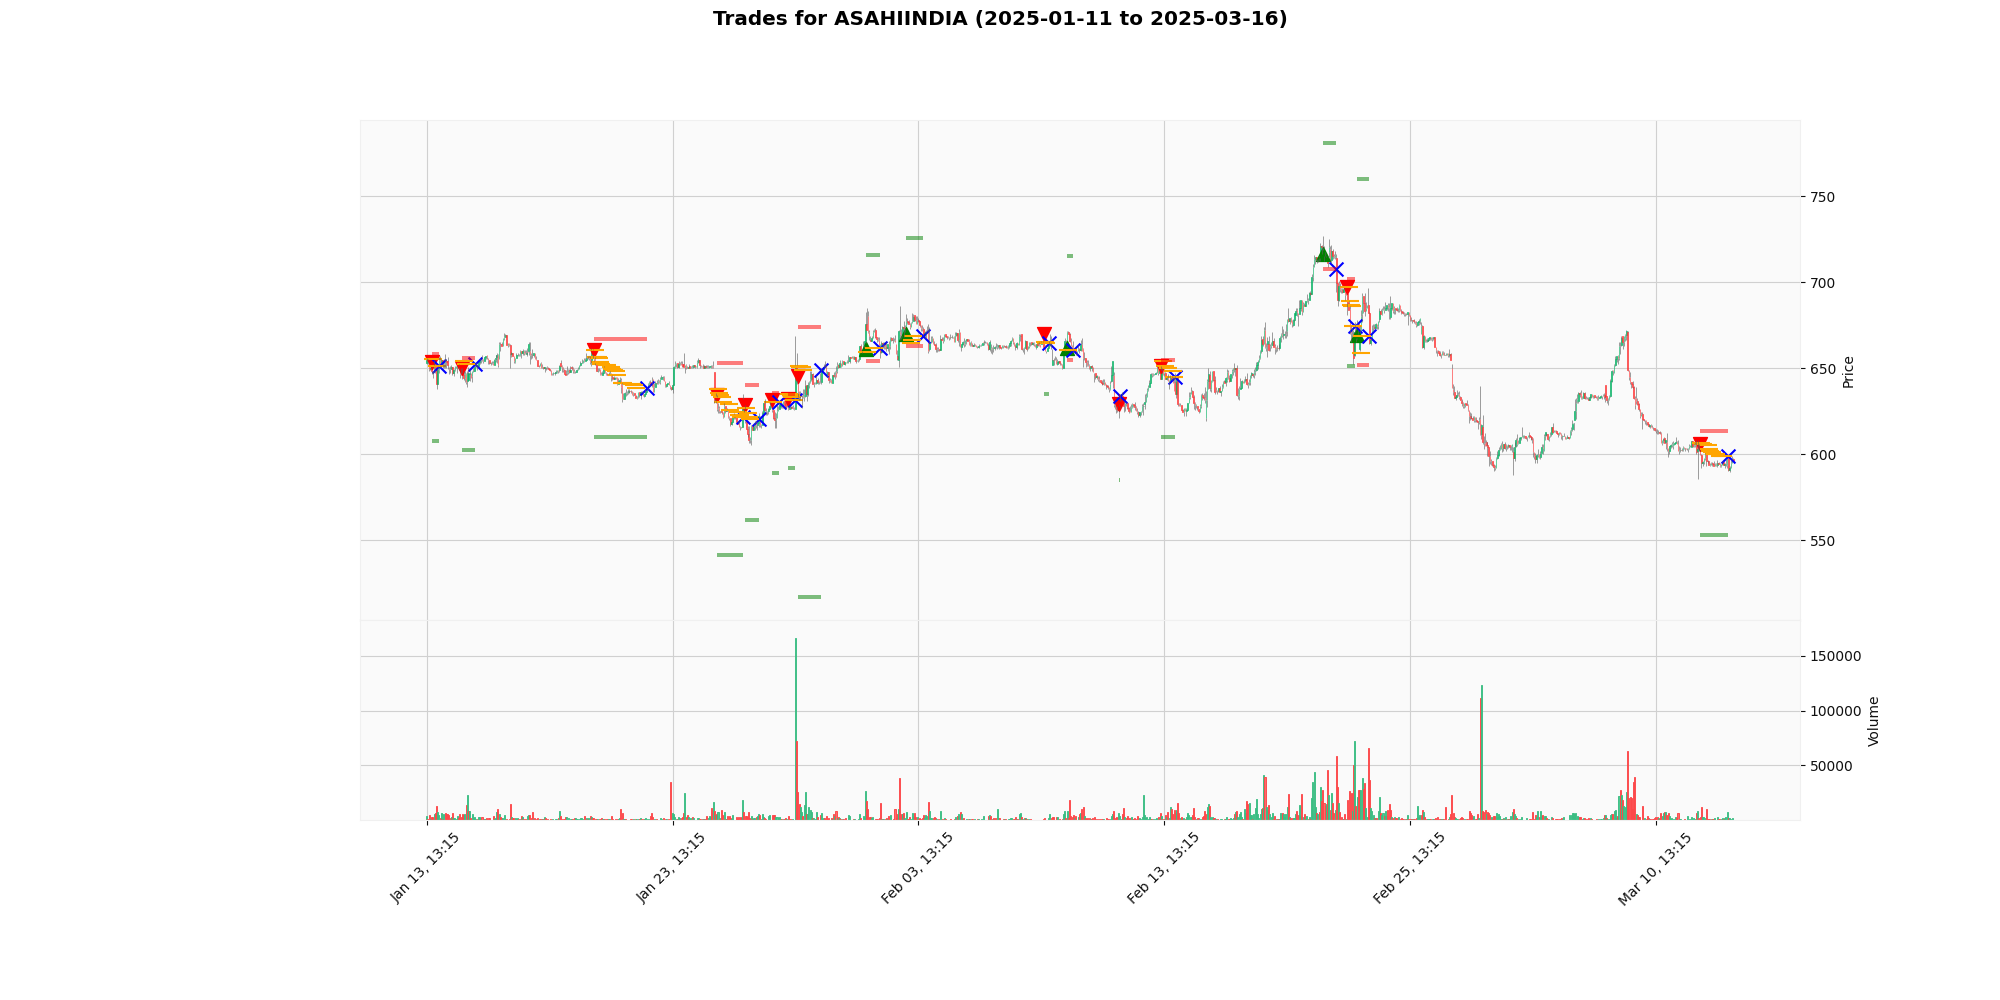 Trades for ASAHIINDIA (2025-01-11 to 2025-03-16)
750
700
650
600
550
Price
150000
100000
50000
Volume
Jan 13, 13:15
Jan 23, 13:15
Feb 03, 13:15
Feb 13, 13:15
Feb 25, 13:15
Mar 10, 13:15